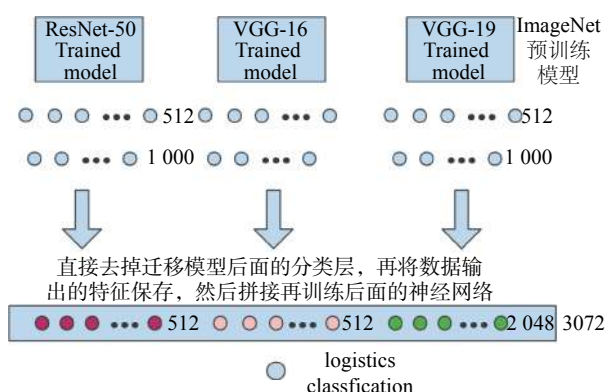 ResNet-50 Trained model
VGG-16 Trained model
VGG-19 Trained model
ImageNet 预训练 模型
••• 512 ••• ••• 512
••• 1 000 ••• ••• 1 000
直接去掉迁移模型后面的分类层，再将数据输
出的特征保存，然后拼接再训练后面的神经网络
••• 512 ••• 512 ••• 2 048 3072
logistics
classfication